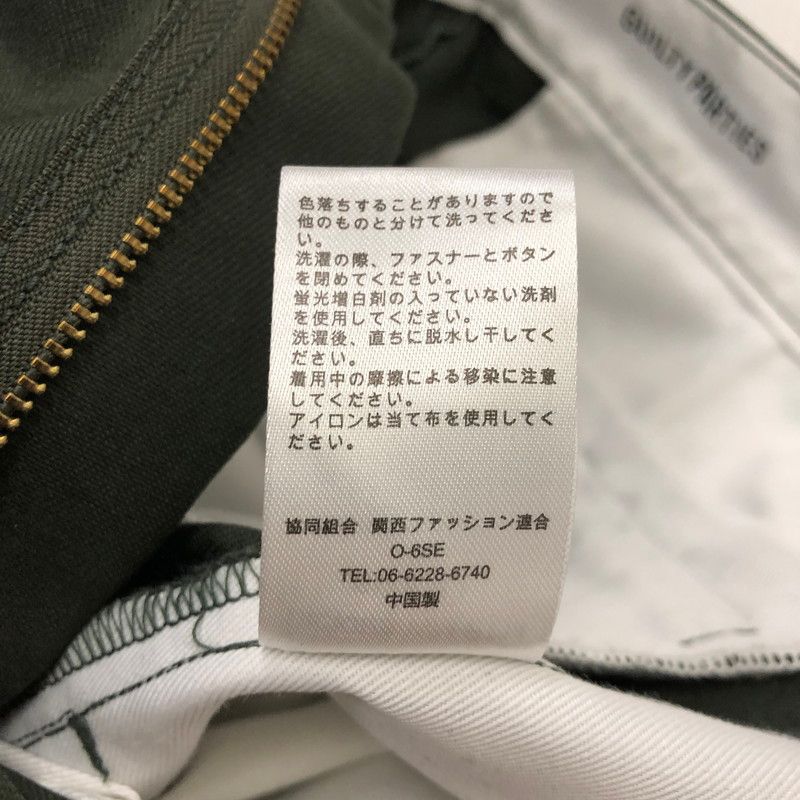 GUILTY PARTIES
色落ちすることがありますので
他のものと分けて洗ってくださ
い。
洗濯の際、ファスナーとボタン
を閉めてください。
蛍光増白剤の入っていない洗剤
を使用してください。
洗濯後、直ちに脱水し干してく
ださい。
着用中の摩擦による移染に注意
してください。
アイロンは当て布を使用してく
ださい。
協同組合 関西ファッション連合
O-6SE
TEL:06-6228-6740
中国製